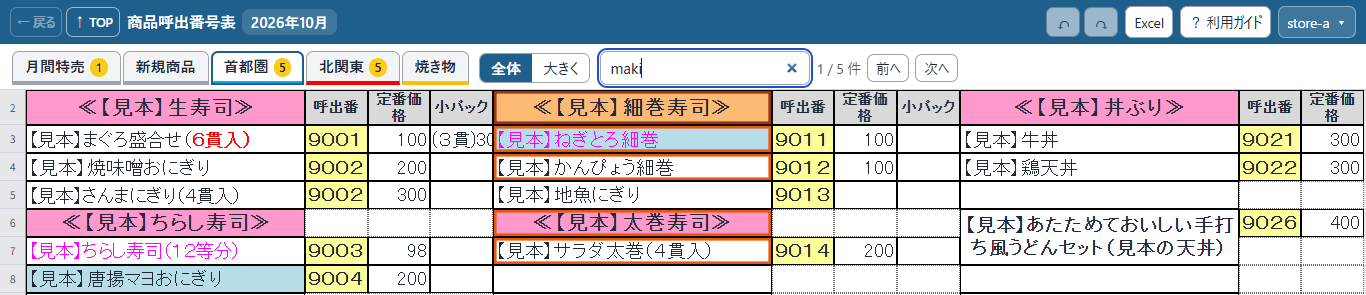 ← 戻る ↑ TOP 商品呼出番号表 2026年10月 Excel ? 利用ガイド store-a
月間特売 1 新規商品 首都圏 5 北関東 5 焼き物 全体 大きく maki × 1 / 5 件 前へ 次へ
2 ≪【見本】生寿司≫ 呼出番 定番価格 小パック ≪【見本】細巻寿司≫ 呼出番 定番価格 小パック ≪【見本】丼ぶり≫ 呼出番 定番価格
3 【見本】まぐろ盛合せ(6貫入) 9001 100 (3貫)30 【見本】ねぎとろ細巻 9011 100 【見本】牛丼 9021 300
4 【見本】焼味噌おにぎり 9002 200 【見本】かんぴょう細巻 9012 100 【見本】鶏天丼 9022 300
5 【見本】さんまにぎり(4貫入) 9002 300 【見本】地魚にぎり 9013
6 ≪【見本】ちらし寿司≫ ≪【見本】太巻寿司≫ 【見本】あたためておいしい手打 9026 400
ち風うどんセット(見本の天丼)
7 【見本】ちらし寿司(12等分) 9003 98 【見本】サラダ太巻(4貫入) 9014 200
8 【見本】唐揚マヨおにぎり 9004 200